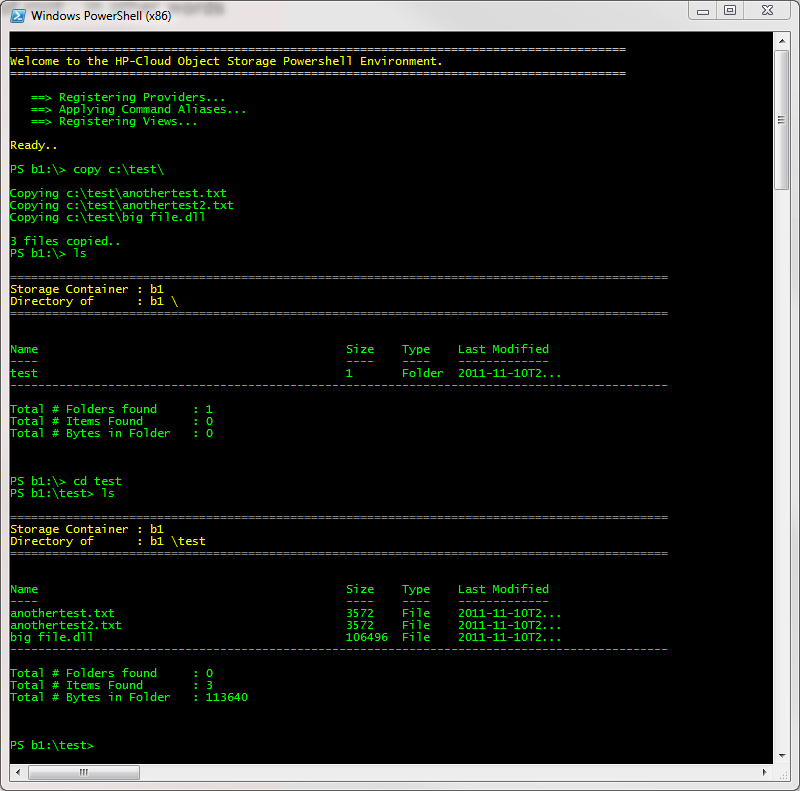 in other words
Windows PowerShell (x86)
========================================================================================
Welcome to the HP-Cloud Object Storage Powershell Environment.
========================================================================================
==> Registering Providers...
==> Applying Command Aliases...
==> Registering Views...
Ready..
PS b1:\> copy c:\test\
Copying c:\test\anothertest.txt
Copying c:\test\anothertest2.txt
Copying c:\test\big file.dll
3 files copied..
PS b1:\> ls
==============================================================================================
Storage Container : b1
Directory of      : b1 \
==============================================================================================
Name                                            Size    Type    Last Modified
----                                            ----    ----    -------------
test                                            1       Folder  2011-11-10T2...
----------------------------------------------------------------------------------------------
Total # Folders found     : 1
Total # Items Found       : 0
Total # Bytes in Folder   : 0
PS b1:\> cd test
PS b1:\test> ls
==============================================================================================
Storage Container : b1
Directory of      : b1 \test
==============================================================================================
Name                                            Size    Type    Last Modified
----                                            ----    ----    -------------
anothertest.txt                                 3572    File    2011-11-10T2...
anothertest2.txt                                3572    File    2011-11-10T2...
big file.dll                                    106496  File    2011-11-10T2...
----------------------------------------------------------------------------------------------
Total # Folders found     : 0
Total # Items Found       : 3
Total # Bytes in Folder   : 113640
PS b1:\test>